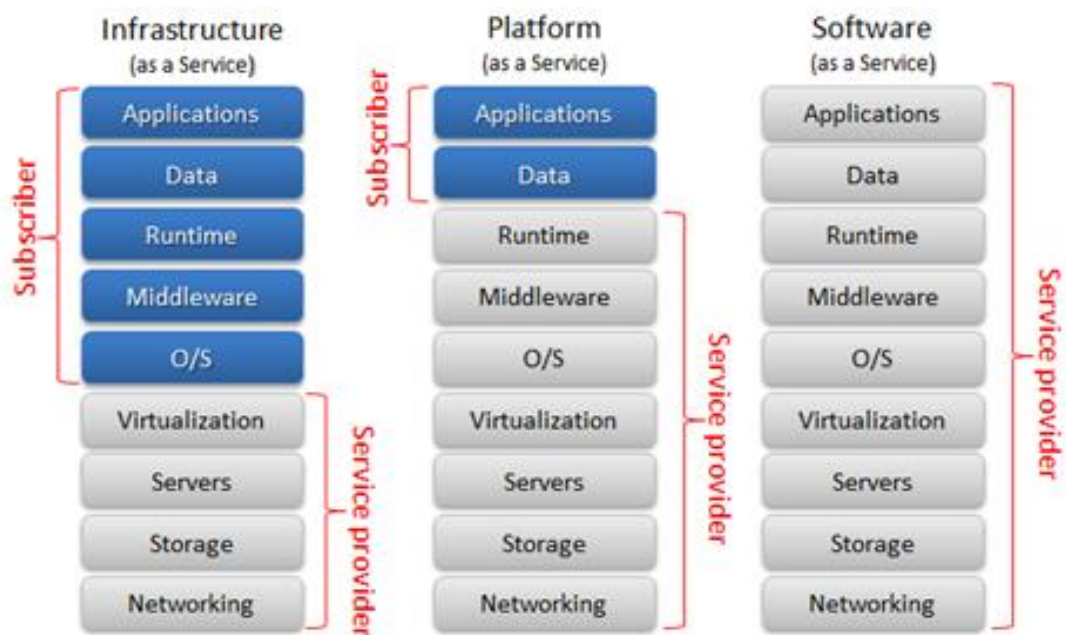 Infrastructure
(as a Service)
Subscriber
Applications
Data
Runtime
Middleware
O/S
Virtualization
Servers
Storage
Networking
Service provider
Platform
(as a Service)
Subscriber
Applications
Data
Runtime
Middleware
O/S
Virtualization
Servers
Storage
Networking
Service provider
Software
(as a Service)
Applications
Data
Runtime
Middleware
O/S
Virtualization
Servers
Storage
Networking
Service provider